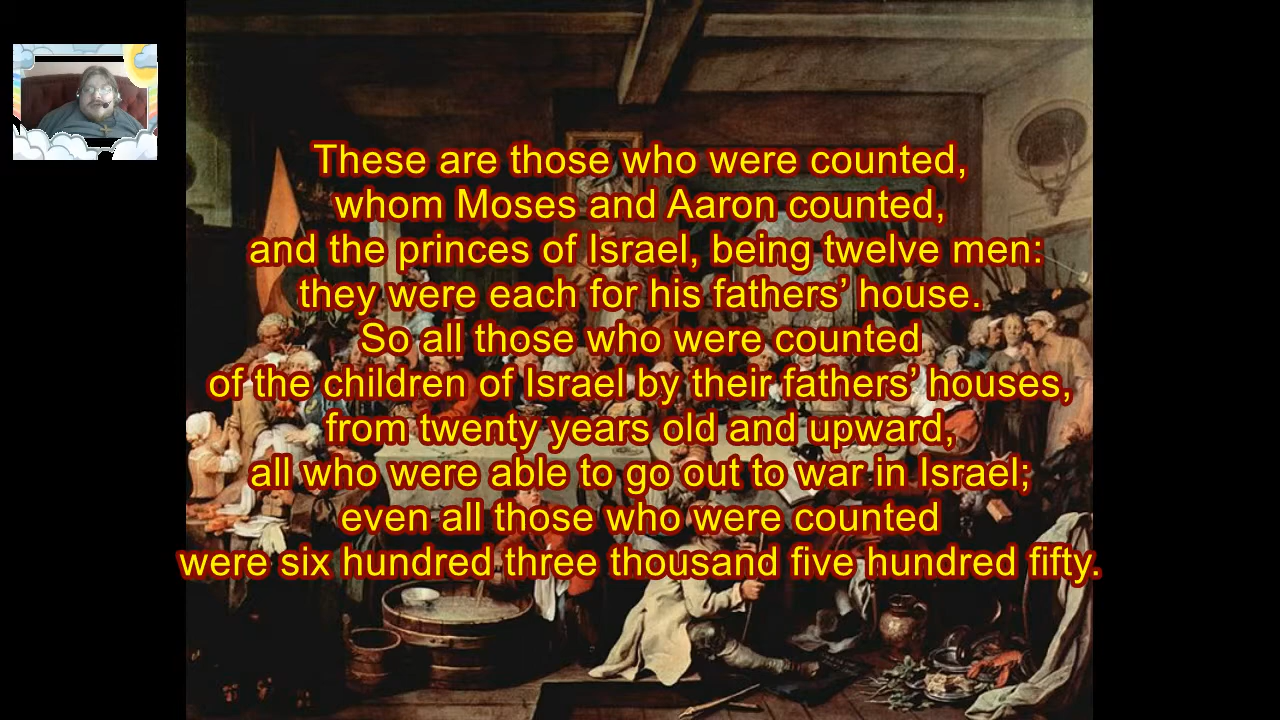 These are those who were counted,
whom Moses and Aaron counted,
and the princes of Israel, being twelve men:
they were each for his fathers’ house.
So all those who were counted
of the children of Israel by their fathers’ houses,
from twenty years old and upward,
all who were able to go out to war in Israel;
even all those who were counted
were six hundred three thousand five hundred fifty.